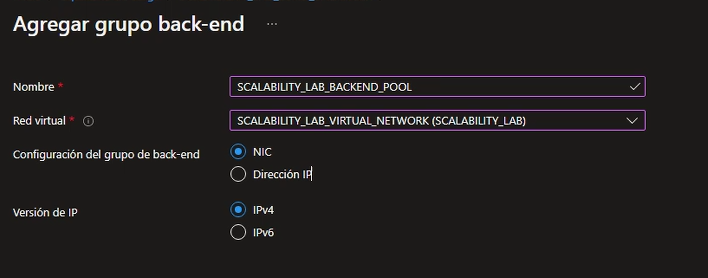 Agregar grupo back-end ...
Nombre * SCALABILITY_LAB_BACKEND_POOL
Red virtual * SCALABILITY_LAB_VIRTUAL_NETWORK (SCALABILITY_LAB)
Configuración del grupo de back-end NIC
Dirección IP
Versión de IP IPv4
IPv6